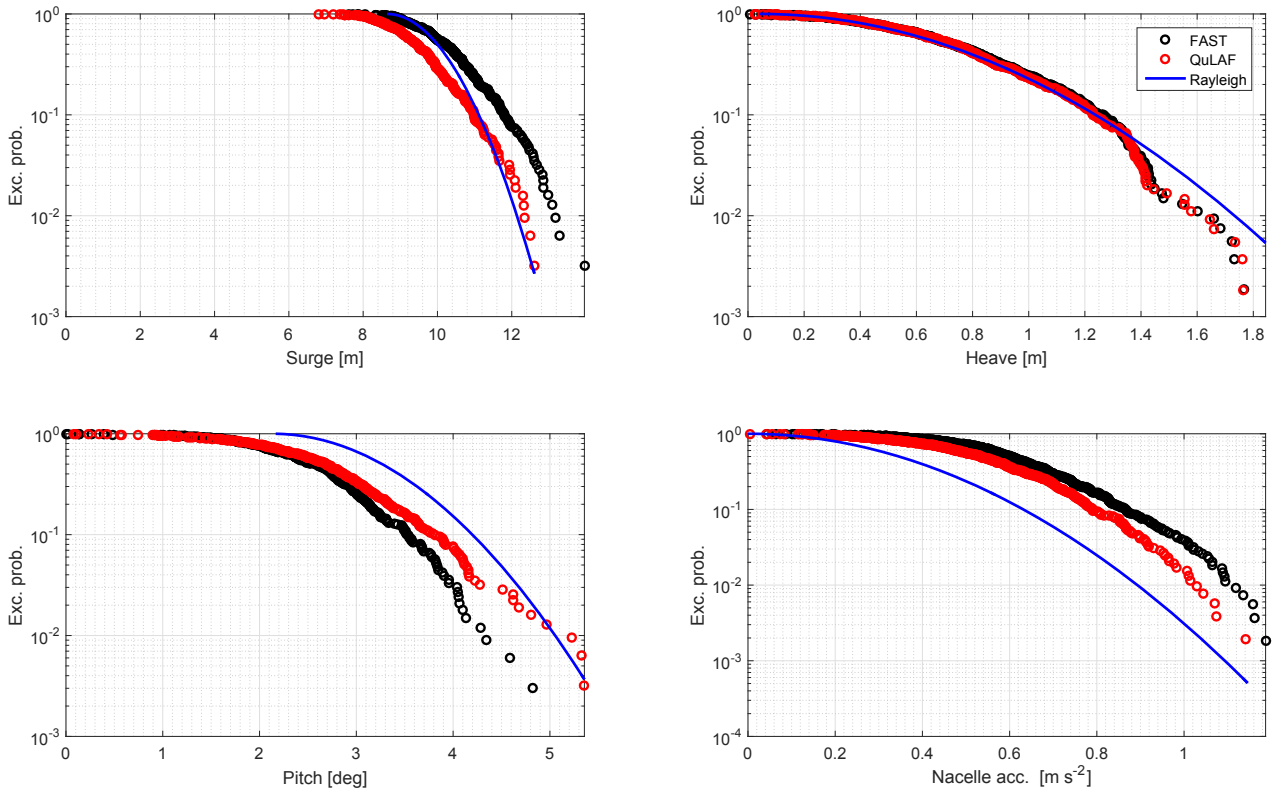 10^0
10^-1
10^-2
10^-3
Exc. prob.
0 2 4 6 8 10 12
Surge [m]
10^0
10^-1
10^-2
10^-3
Exc. prob.
0 0.2 0.4 0.6 0.8 1 1.2 1.4 1.6 1.8
Heave [m]
FAST
QuLAF
Rayleigh
10^0
10^-1
10^-2
10^-3
Exc. prob.
0 1 2 3 4 5
Pitch [deg]
10^0
10^-1
10^-2
10^-3
10^-4
Exc. prob.
0 0.2 0.4 0.6 0.8 1
Nacelle acc. [m s^-2]